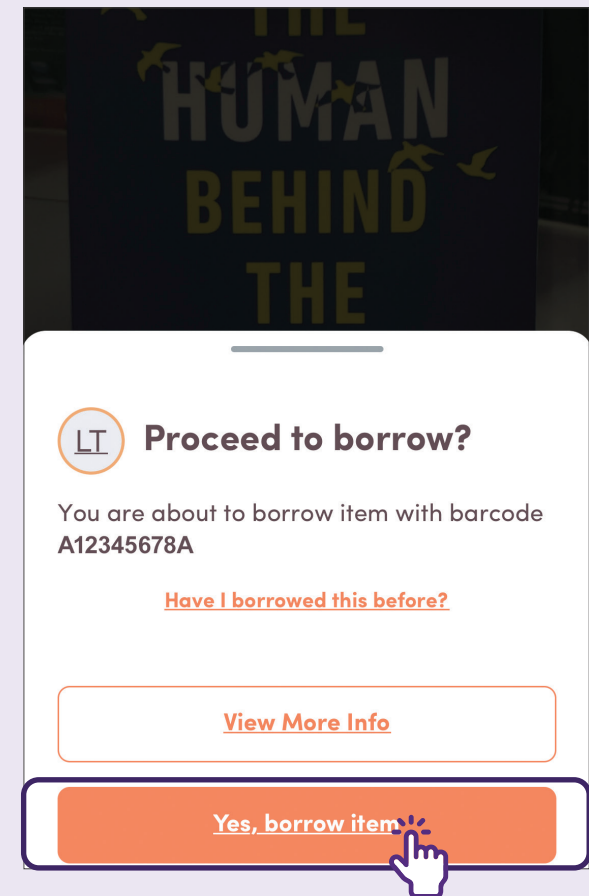 THE
HUMAN
BEHIND
THE
LT
Proceed to borrow?
You are about to borrow item with barcode
A12345678A
Have I borrowed this before?
View More Info
Yes, borrow item